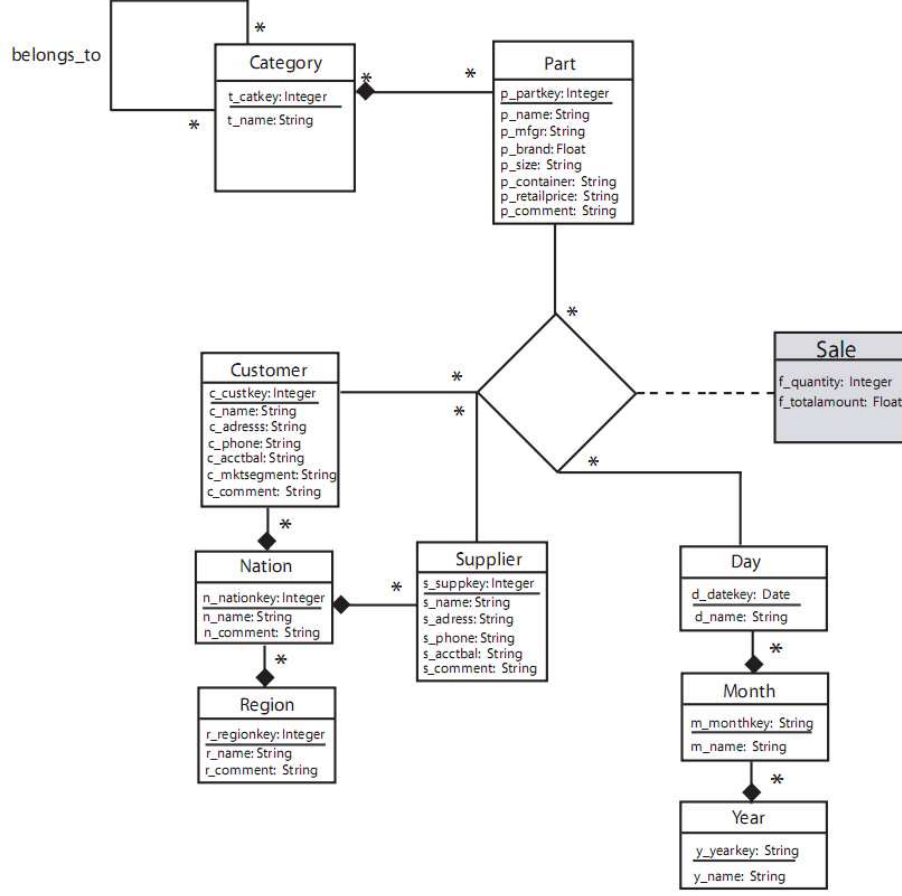 belongs_to
*
*
Category
t_catkey: Integer
t_name: String
*
*
Part
p_partkey: Integer
p_name: String
p_mfgr: String
p_brand: Float
p_size: String
p_container: String
p_retailprice: String
p_comment: String
*
Sale
f_quantity: Integer
f_totalamount: Float
Customer
c_custkey: Integer
c_name: String
c_adresss: String
c_phone: String
c_acctbal: String
c_mktsegment: String
c_comment: String
*
*
*
*
Nation
n_nationkey: Integer
n_name: String
n_comment: String
*
Supplier
s_suppkey: Integer
s_name: String
s_adress: String
s_phone: String
s_acctbal: String
s_comment: String
*
Region
r_regionkey: Integer
r_name: String
r_comment: String
Day
d_datekey: Date
d_name: String
*
Month
m_monthkey: String
m_name: String
*
Year
y_yearkey: String
y_name: String